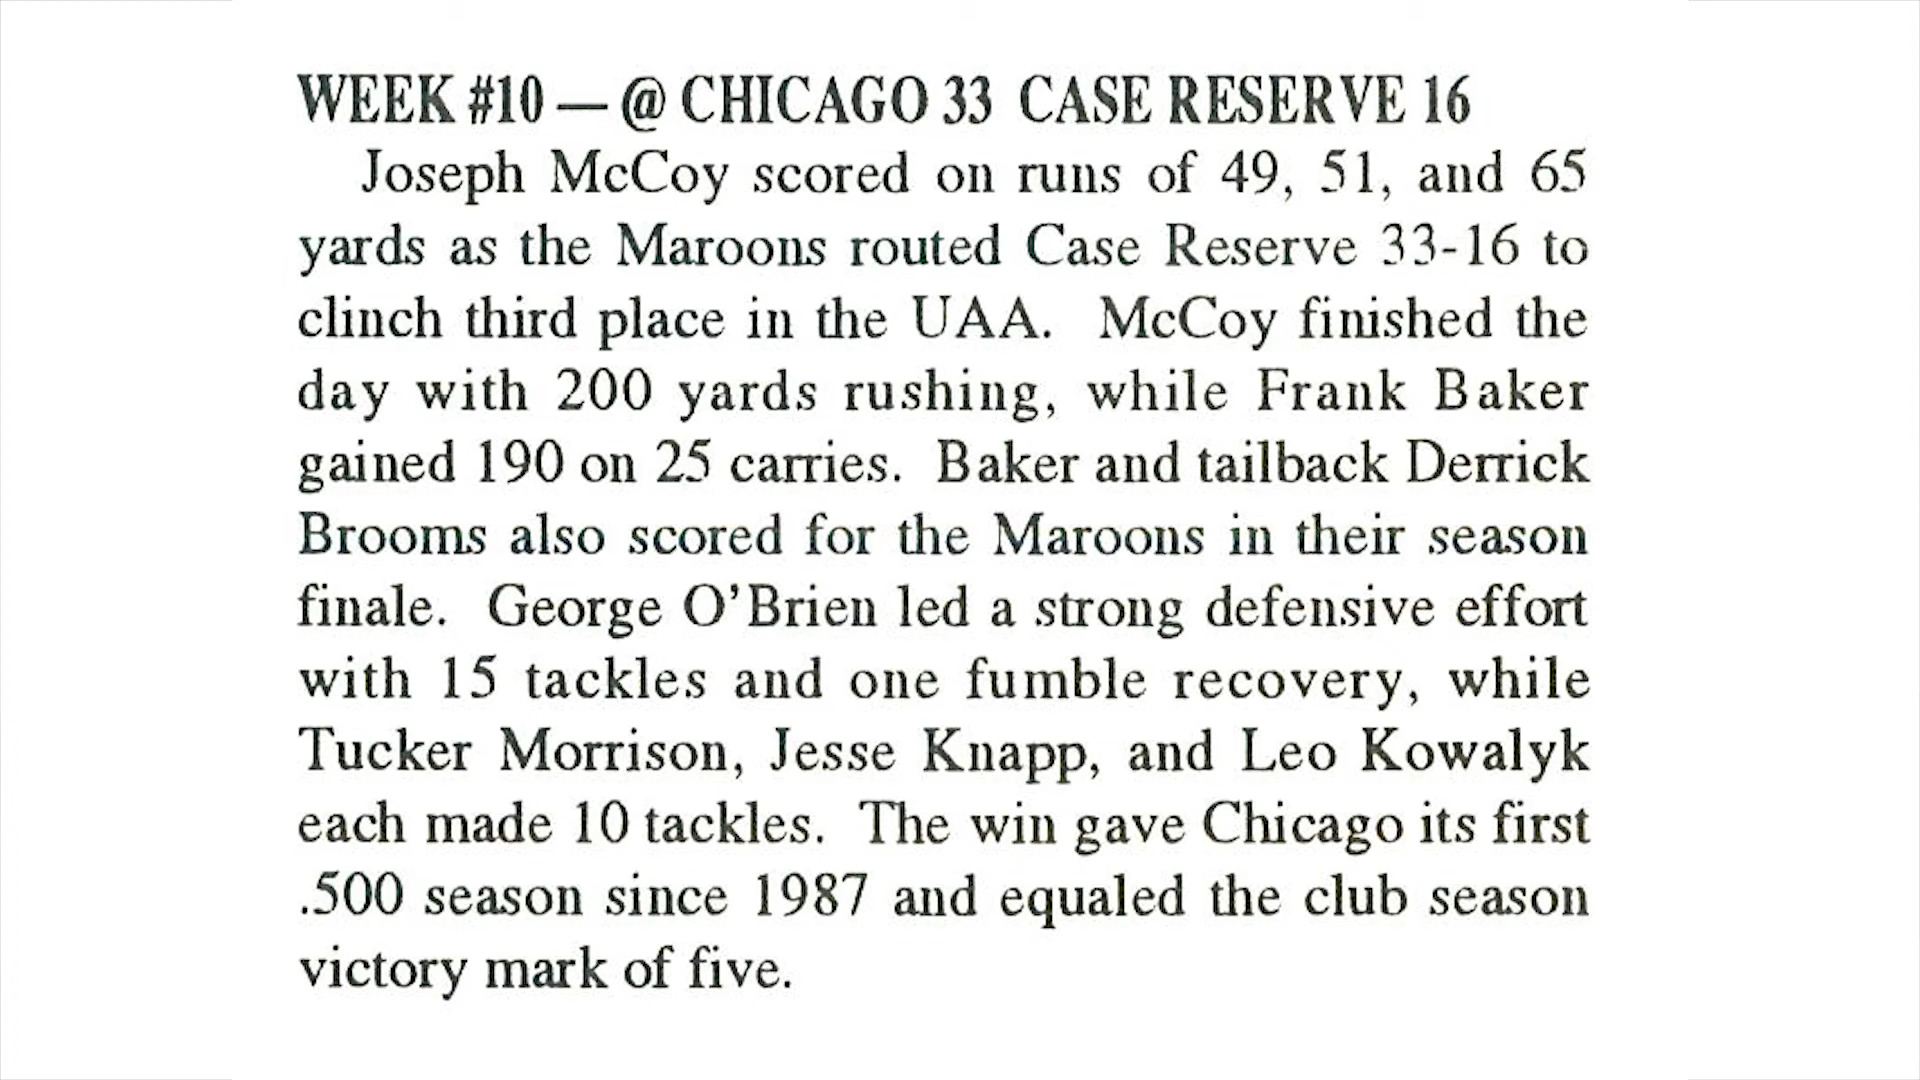 WEEK #10 — @ CHICAGO 33 CASE RESERVE 16
Joseph McCoy scored on runs of 49, 51, and 65
yards as the Maroons routed Case Reserve 33-16 to
clinch third place in the UAA. McCoy finished the
day with 200 yards rushing, while Frank Baker
gained 190 on 25 carries. Baker and tailback Derrick
Brooms also scored for the Maroons in their season
finale. George O'Brien led a strong defensive effort
with 15 tackles and one fumble recovery, while
Tucker Morrison, Jesse Knapp, and Leo Kowalyk
each made 10 tackles. The win gave Chicago its first
.500 season since 1987 and equaled the club season
victory mark of five.